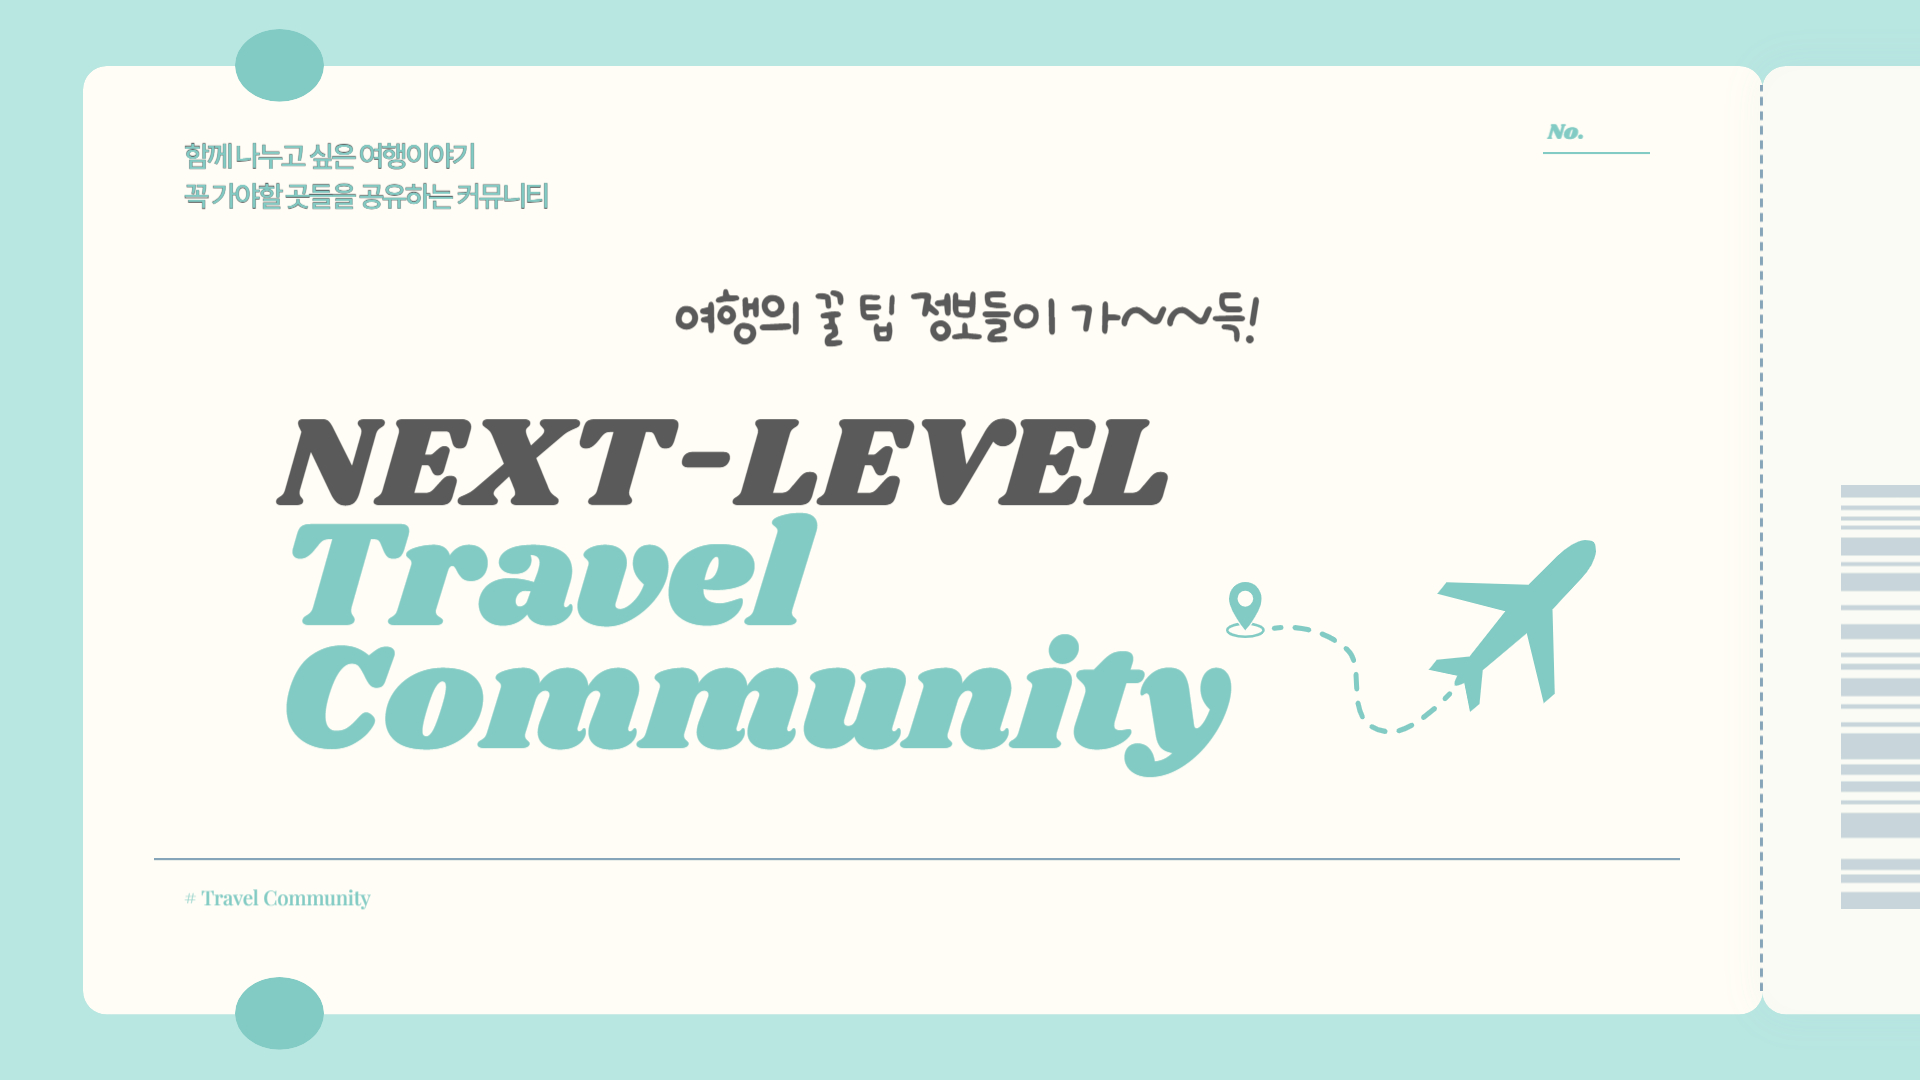 함께 나누고 싶은 여행이야기
꼭 가야할 곳들을 공유하는 커뮤니티
No.
여행의 꿀 팁 정보들이 가~~득!
NEXT-LEVEL
Travel
Community
# Travel Community